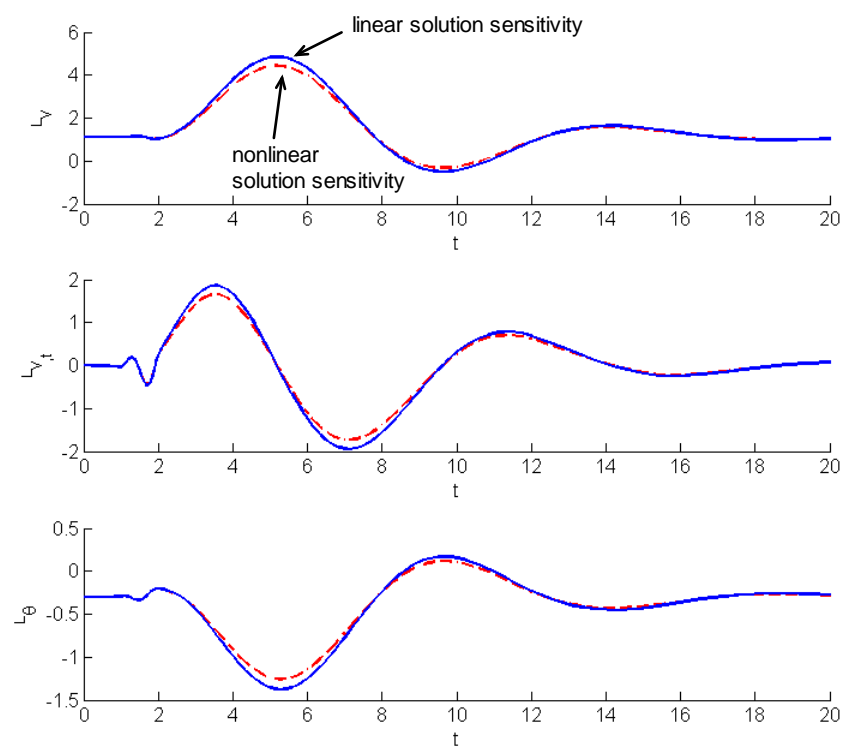 linear solution sensitivity
6
4
2
0
-2
L_v
nonlinear
solution sensitivity
0 2 4 6 8 10 12 14 16 18 20
t
2
1
0
-1
-2
L_v,t
0 2 4 6 8 10 12 14 16 18 20
t
0.5
0
-0.5
-1
-1.5
L_θ
0 2 4 6 8 10 12 14 16 18 20
t